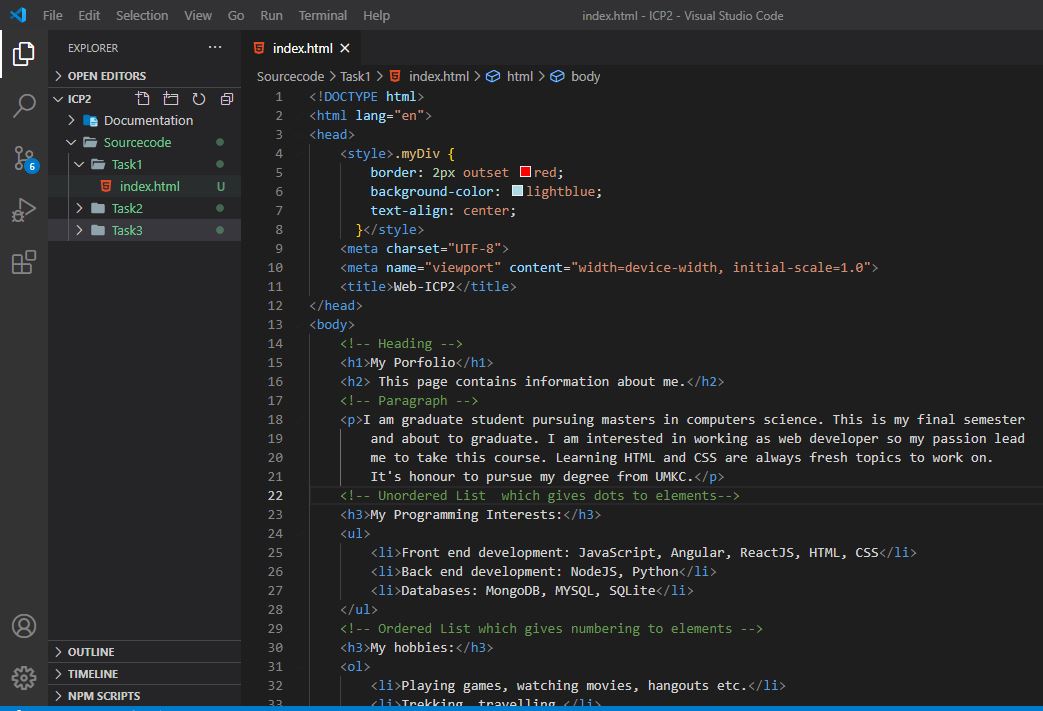 File Edit Selection View Go Run Terminal Help index.html - ICP2 - Visual Studio Code
EXPLORER ...
OPEN EDITORS
ICP2
Documentation
Sourcecode
Task1
index.html U
Task2
Task3
OUTLINE
TIMELINE
NPM SCRIPTS
6
index.html
Sourcecode > Task1 > index.html > html > body
1 <!DOCTYPE html>
2 <html lang="en">
3 <head>
4 <style>.myDiv {
5 border: 2px outset red;
6 background-color: lightblue;
7 text-align: center;
8 }</style>
9 <meta charset="UTF-8">
10 <meta name="viewport" content="width=device-width, initial-scale=1.0">
11 <title>Web-ICP2</title>
12 </head>
13 <body>
14 <!-- Heading -->
15 <h1>My Porfolio</h1>
16 <h2> This page contains information about me.</h2>
17 <!-- Paragraph -->
18 <p>I am graduate student pursuing masters in computers science. This is my final semester
19 and about to graduate. I am interested in working as web developer so my passion lead
20 me to take this course. Learning HTML and CSS are always fresh topics to work on.
21 It's honour to pursue my degree from UMKC.</p>
22 <!-- Unordered List  which gives dots to elements-->
23 <h3>My Programming Interests:</h3>
24 <ul>
25 <li>Front end development: JavaScript, Angular, ReactJS, HTML, CSS</li>
26 <li>Back end development: NodeJS, Python</li>
27 <li>Databases: MongoDB, MYSQL, SQLite</li>
28 </ul>
29 <!-- Ordered List which gives numbering to elements -->
30 <h3>My hobbies:</h3>
31 <ol>
32 <li>Playing games, watching movies, hangouts etc.</li>
33 <li>Trekking, travelling.</li>